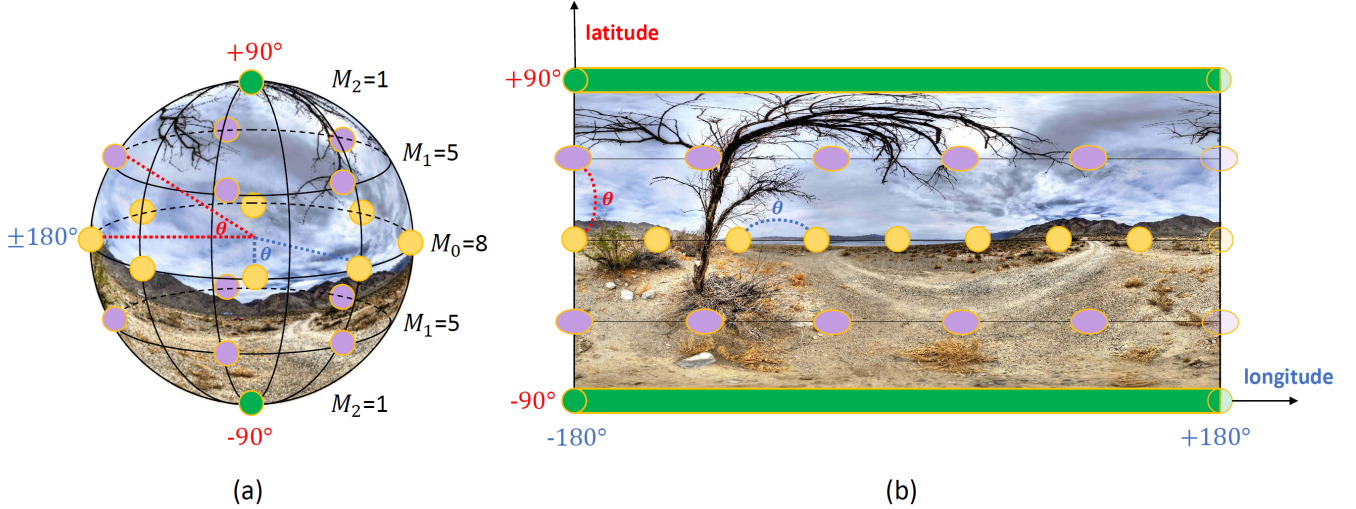 +90°
M₂=1
M₁=5
±180°
θ
θ
M₀=8
M₁=5
M₂=1
-90°
(a)
latitude
+90°
θ
θ
-90°
longitude
-180°
+180°
(b)